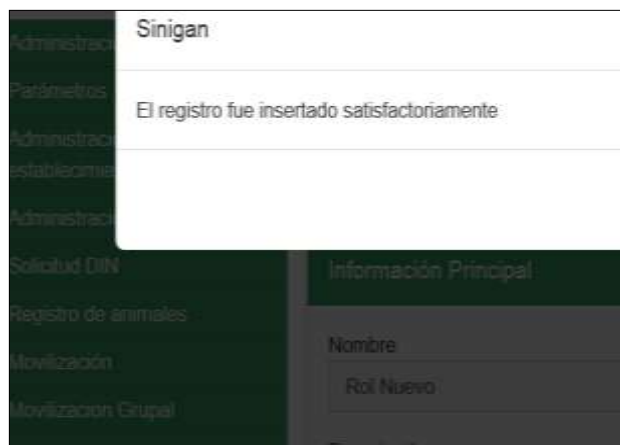 Sinigan
El registro fue insertado satisfactoriamente
Parámetros
Solicitud DIN
Registro de animales
Movilización
Movilizacion Grupal
Información Principal
Nombre
Rol Nuevo